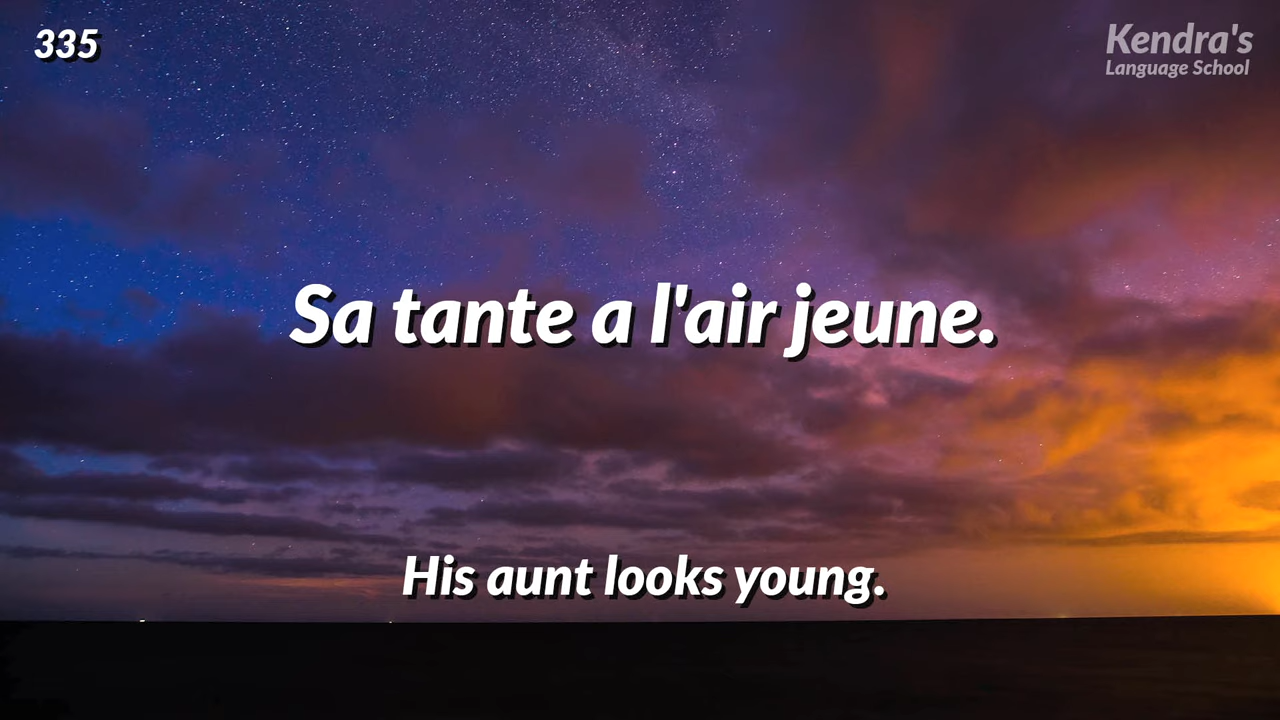 335
Kendra's
Language School
Sa tante a l'air jeune.
His aunt looks young.